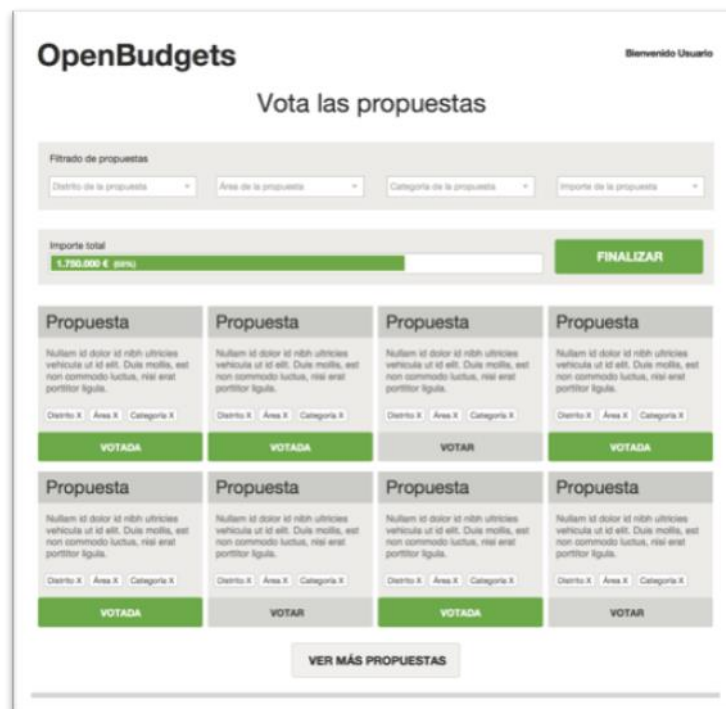 OpenBudgets
Bienvenido Usuario
Vota las propuestas
Filtrado de propuestas
Distrito de la propuesta
Área de la propuesta
Categoría de la propuesta
Importe de la propuesta
Importe total
1.750.000 € (68%)
FINALIZAR
Propuesta
Nullam id dolor id nibh ultricies
vehicula ut id elit. Duis mollis, est
non commodo luctus, nisi erat
porttitor ligula.
Distrito X Área X Categoría X
VOTADA
Propuesta
Nullam id dolor id nibh ultricies
vehicula ut id elit. Duis mollis, est
non commodo luctus, nisi erat
porttitor ligula.
Distrito X Área X Categoría X
VOTADA
Propuesta
Nullam id dolor id nibh ultricies
vehicula ut id elit. Duis mollis, est
non commodo luctus, nisi erat
porttitor ligula.
Distrito X Área X Categoría X
VOTAR
Propuesta
Nullam id dolor id nibh ultricies
vehicula ut id elit. Duis mollis, est
non commodo luctus, nisi erat
porttitor ligula.
Distrito X Área X Categoría X
VOTADA
Propuesta
Nullam id dolor id nibh ultricies
vehicula ut id elit. Duis mollis, est
non commodo luctus, nisi erat
porttitor ligula.
Distrito X Área X Categoría X
VOTADA
Propuesta
Nullam id dolor id nibh ultricies
vehicula ut id elit. Duis mollis, est
non commodo luctus, nisi erat
porttitor ligula.
Distrito X Área X Categoría X
VOTAR
Propuesta
Nullam id dolor id nibh ultricies
vehicula ut id elit. Duis mollis, est
non commodo luctus, nisi erat
porttitor ligula.
Distrito X Área X Categoría X
VOTADA
Propuesta
Nullam id dolor id nibh ultricies
vehicula ut id elit. Duis mollis, est
non commodo luctus, nisi erat
porttitor ligula.
Distrito X Área X Categoría X
VOTAR
VER MÁS PROPUESTAS